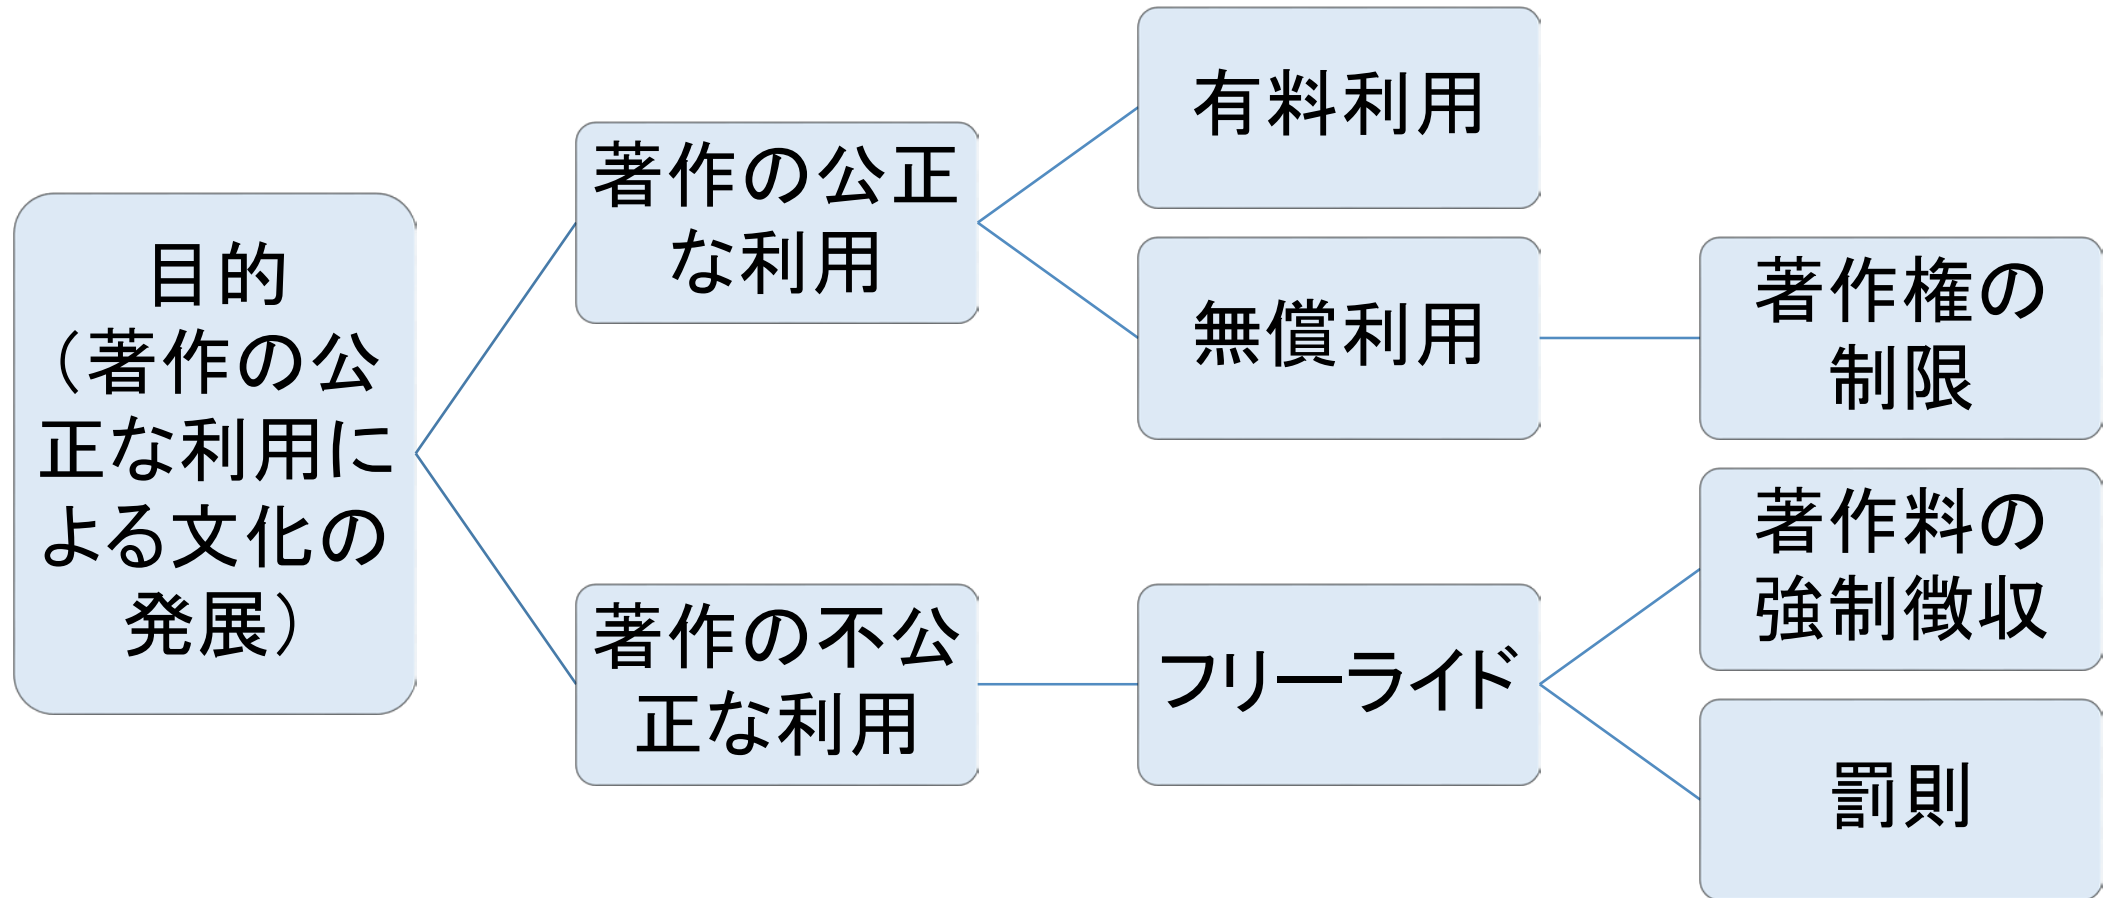 目的
（著作の公
正な利用に
よる文化の
発展）
著作の公正
な利用
有料利用
無償利用
著作権の
制限
著作の不公
正な利用
フリーライド
著作料の
強制徴収
罰則